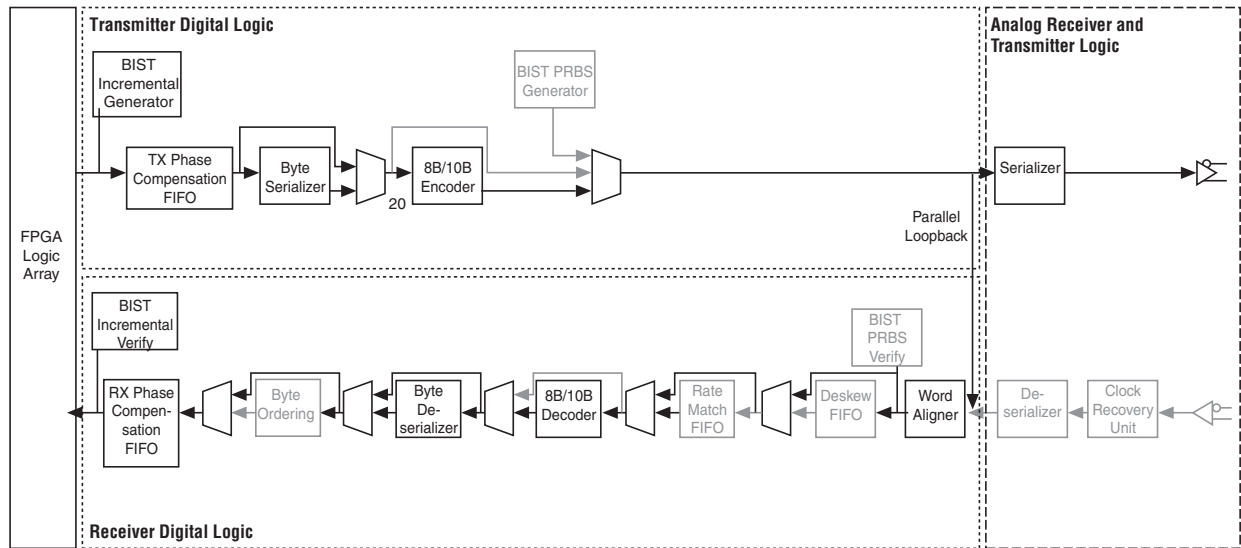 Transmitter Digital Logic
Analog Receiver and
Transmitter Logic
BIST
Incremental
Generator
BIST PRBS
Generator
TX Phase
Compensation
FIFO
Byte
Serializer
20
8B/10B
Encoder
Serializer
Parallel
Loopback
FPGA
Logic
Array
BIST
Incremental
Verify
BIST
PRBS
Verify
RX Phase
Compen-
sation
FIFO
Byte
Ordering
Byte
De-
serializer
8B/10B
Decoder
Rate
Match
FIFO
Deskew
FIFO
Word
Aligner
De-
serializer
Clock
Recovery
Unit
Receiver Digital Logic